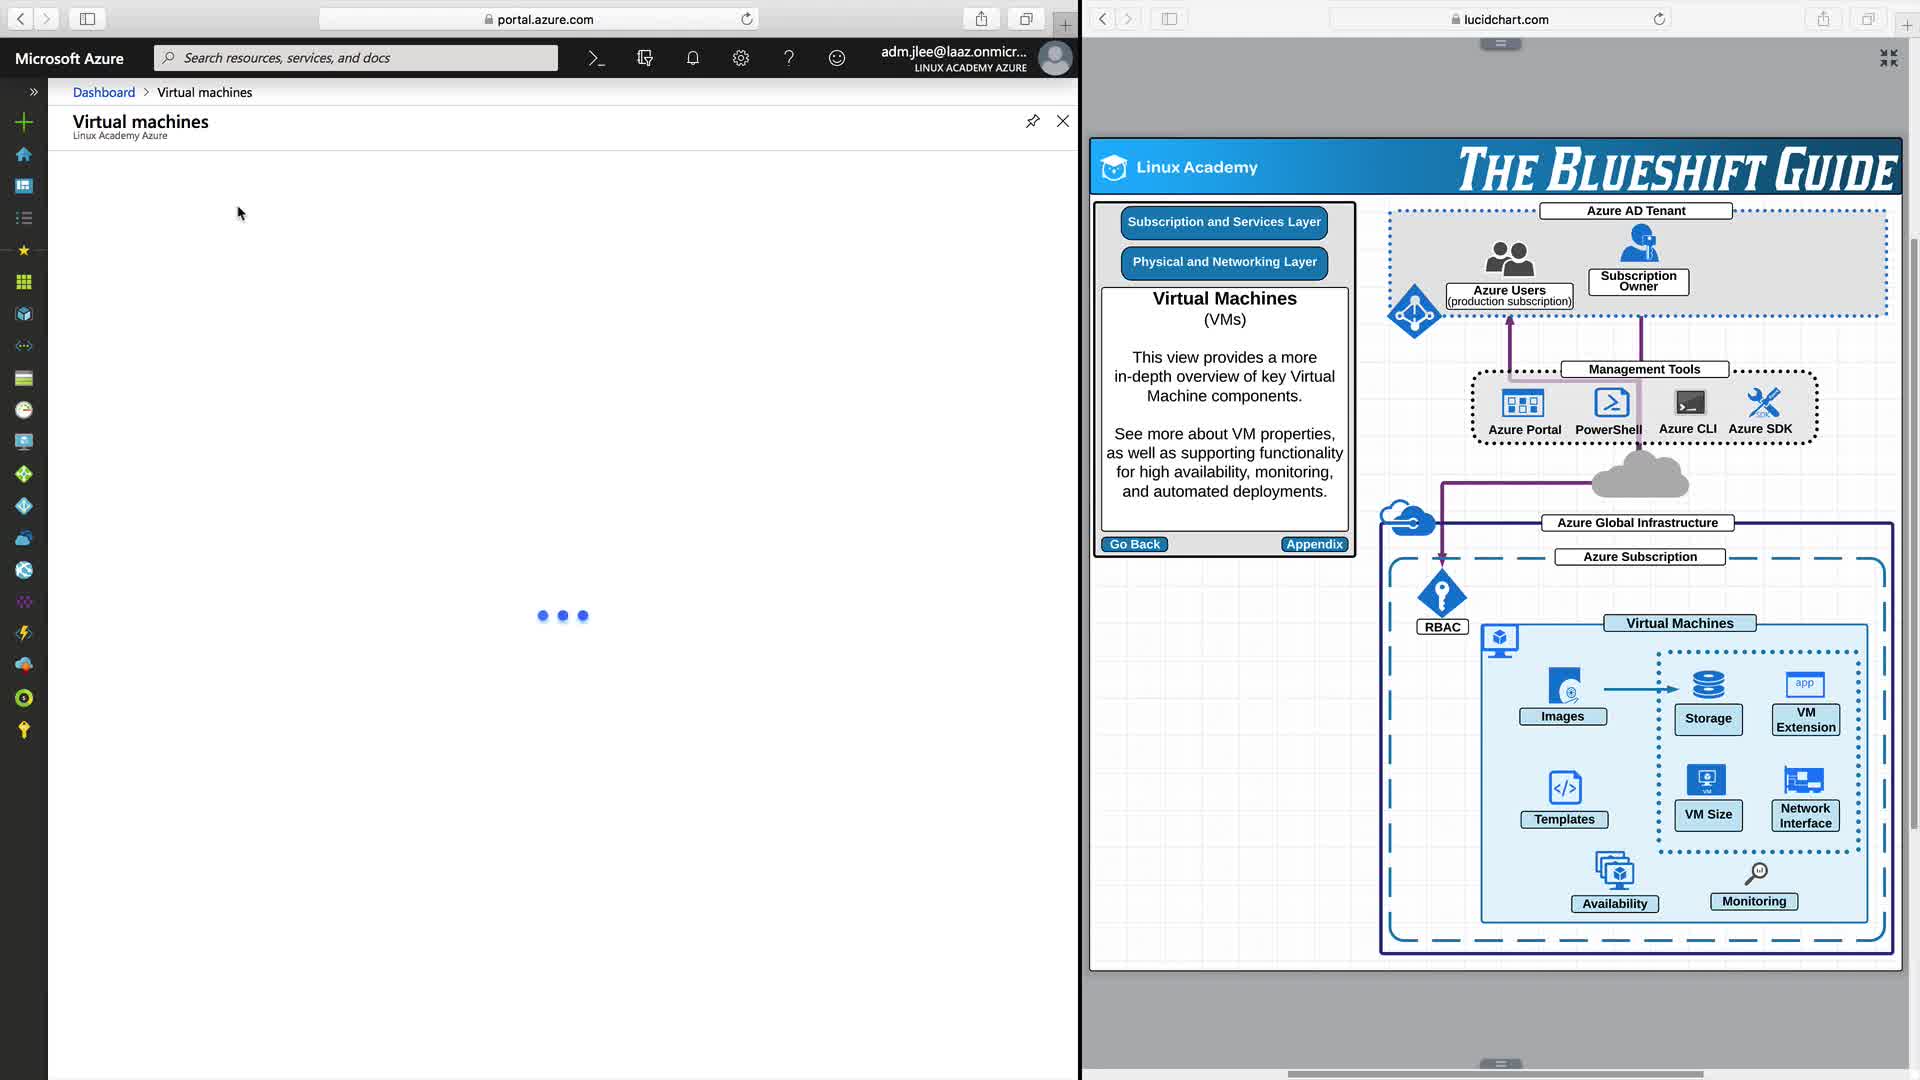 portal.azure.com
Microsoft Azure
Search resources, services, and docs
adm.jlee@laaz.onmicr...
LINUX ACADEMY AZURE
Dashboard > Virtual machines
Virtual machines
Linux Academy Azure
lucidchart.com
Linux Academy
THE BLUESHIFT GUIDE
Subscription and Services Layer
Physical and Networking Layer
Virtual Machines
(VMs)
This view provides a more
in-depth overview of key Virtual
Machine components.
See more about VM properties,
as well as supporting functionality
for high availability, monitoring,
and automated deployments.
Go Back
Appendix
Azure AD Tenant
Azure Users
(production subscription)
Subscription
Owner
Management Tools
Azure Portal
PowerShell
Azure CLI
SDK
Azure SDK
Azure Global Infrastructure
Azure Subscription
RBAC
Virtual Machines
Images
Storage
app
VM
Extension
Templates
VM
VM Size
Network
Interface
Availability
Monitoring